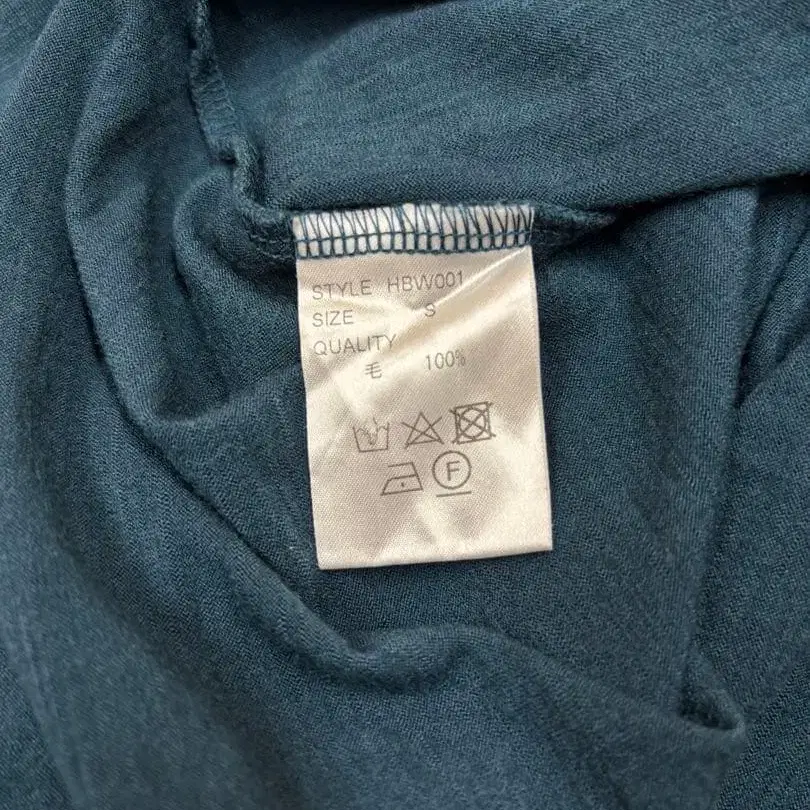 STYLE HBW001
SIZE S
QUALITY
毛 100%
F